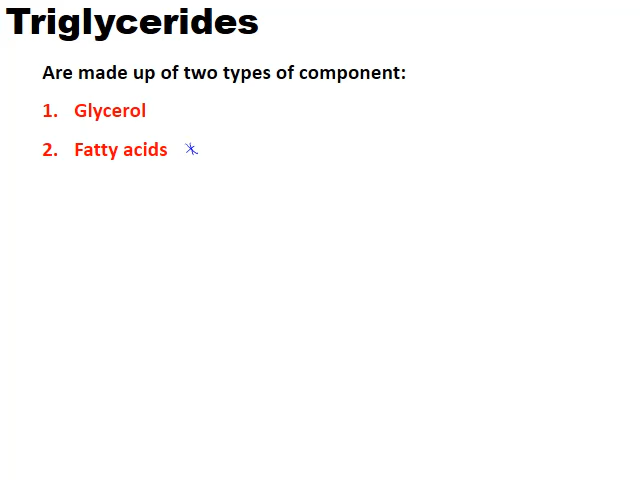 Triglycerides
Are made up of two types of component:
1. Glycerol
2. Fatty acids *